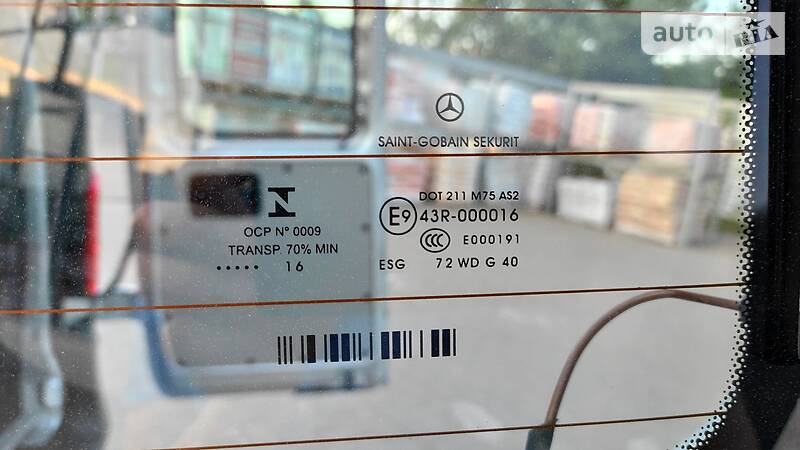 auto RIA
SAINT-GOBAIN SEKURIT
OCP Nº 0009
TRANSP. 70% MIN
..... 16
DOT 211 M75 AS2
E9 43R-000016
CCC E000191
ESG 72 WD G 40